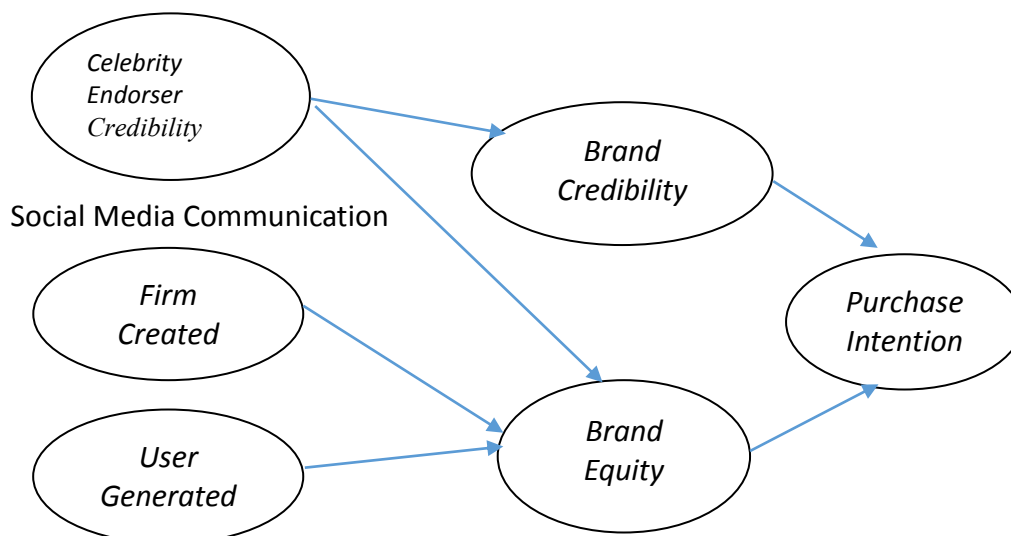 Celebrity
Endorser
Credibility
Brand
Credibility
Social Media Communication
Firm
Created
Purchase
Intention
User
Generated
Brand
Equity